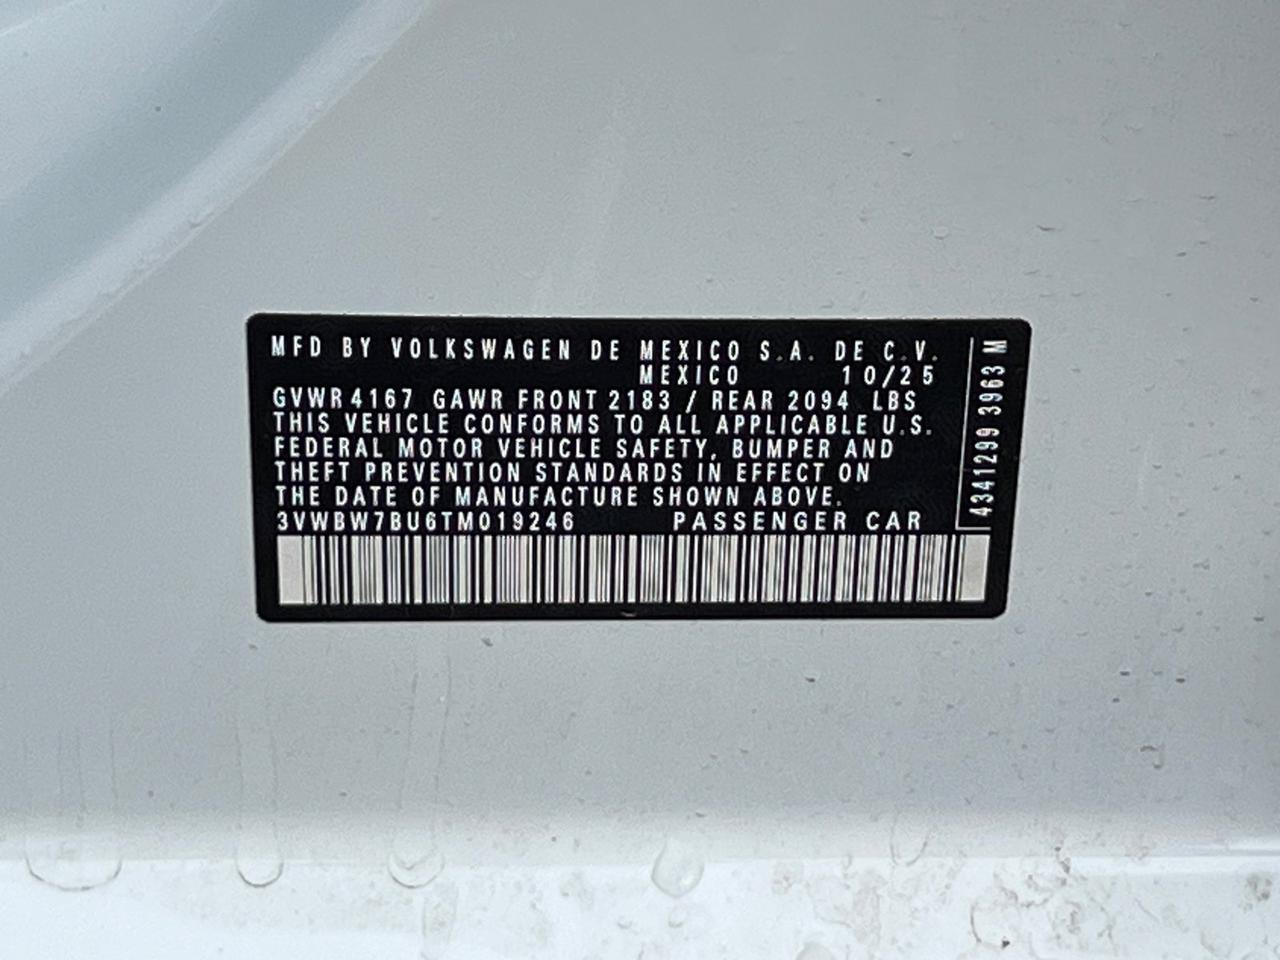 MFD BY VOLKSWAGEN DE MEXICO S.A. DE C.V.
MEXICO 10/25
GVWR 4167 GAWR FRONT 2183 / REAR 2094 LBS
THIS VEHICLE CONFORMS TO ALL APPLICABLE U.S.
FEDERAL MOTOR VEHICLE SAFETY, BUMPER AND
THEFT PREVENTION STANDARDS IN EFFECT ON
THE DATE OF MANUFACTURE SHOWN ABOVE.
3VWBW7BU6TM019246 PASSENGER CAR
4341299 3963 M